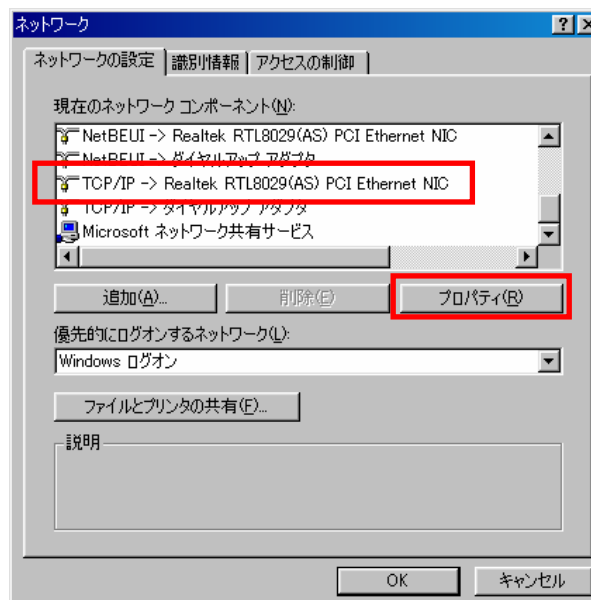 ネットワーク
ネットワークの設定 識別情報 アクセスの制御
現在のネットワーク コンポーネント(N):
NetBEUI -> Realtek RTL8029(AS) PCI Ethernet NIC
NetBEUI -> ダイヤルアップ アダプタ
TCP/IP -> Realtek RTL8029(AS) PCI Ethernet NIC
TCP/IP -> ダイヤルアップ アダプタ
Microsoft ネットワーク共有サービス
追加(A)... 削除(E) プロパティ(R)
優先的にログオンするネットワーク(L):
Windows ログオン
ファイルとプリンタの共有(F)...
説明
OK キャンセル